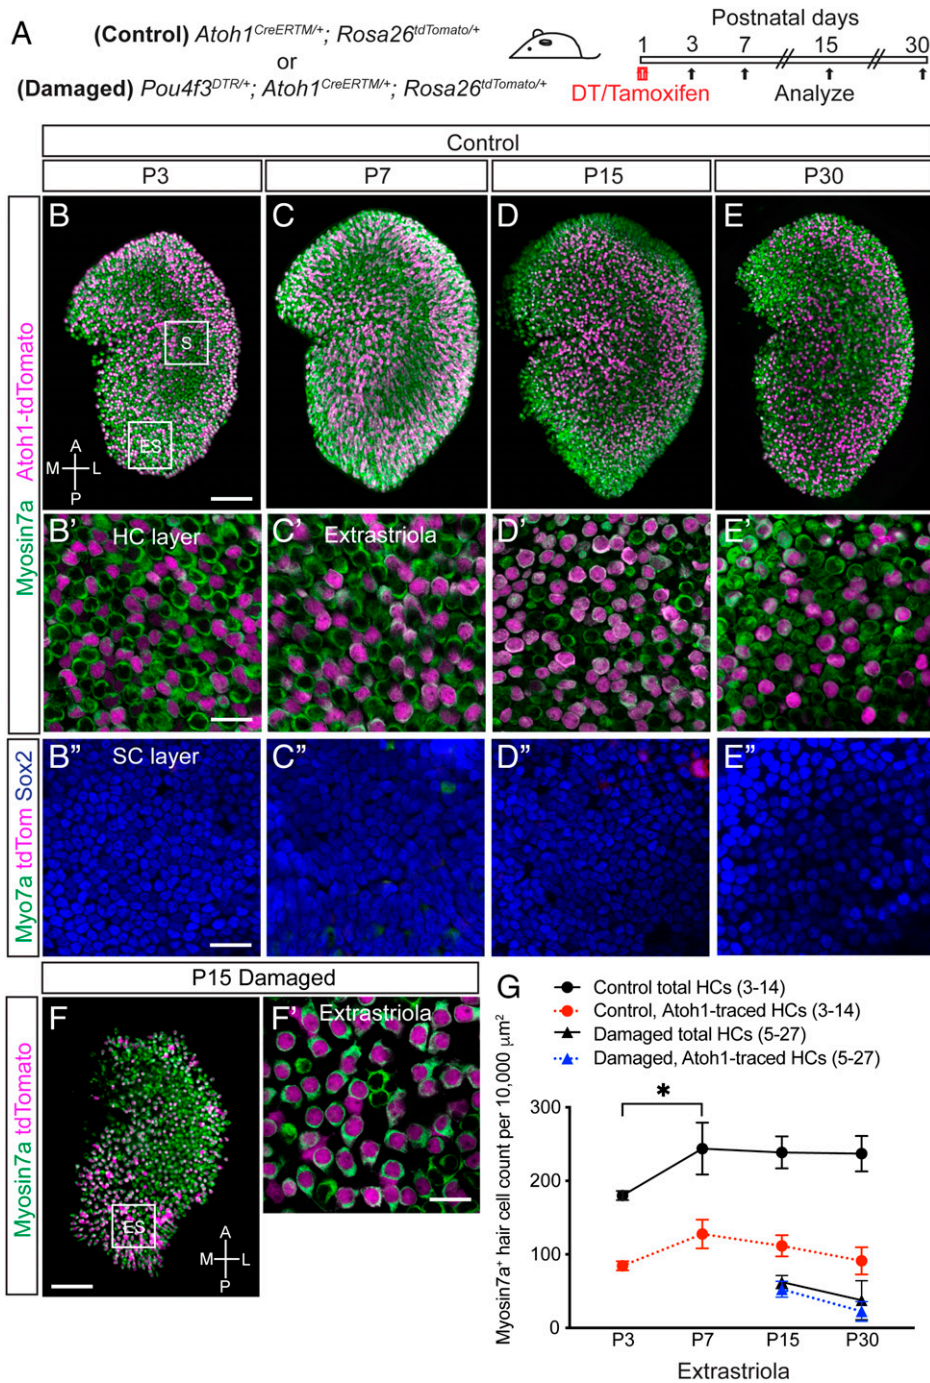 A
(Control) Atoh1CreERTM/+; Rosa26tdTomato/+
or
(Damaged) Pou4f3DTR/+; Atoh1CreERTM/+; Rosa26tdTomato/+
Postnatal days
1 3 7 15 30
DT/Tamoxifen Analyze
Control
P3 P7 P15 P30
Myosin7a Atoh1-tdTomato
B C D E
S
ES
A
M L
P
B' HC layer C' Extrastriola D' E'
Myo7a tdTom Sox2
B" SC layer C" D" E"
P15 Damaged
Myosin7a tdTomato
F F' Extrastriola
ES
A
M L
P
G
Control total HCs (3-14)
Control, Atoh1-traced HCs (3-14)
Damaged total HCs (5-27)
Damaged, Atoh1-traced HCs (5-27)
Myosin7a+ hair cell count per 10,000 µm2
300
200
100
0
*
P3 P7 P15 P30
Extrastriola